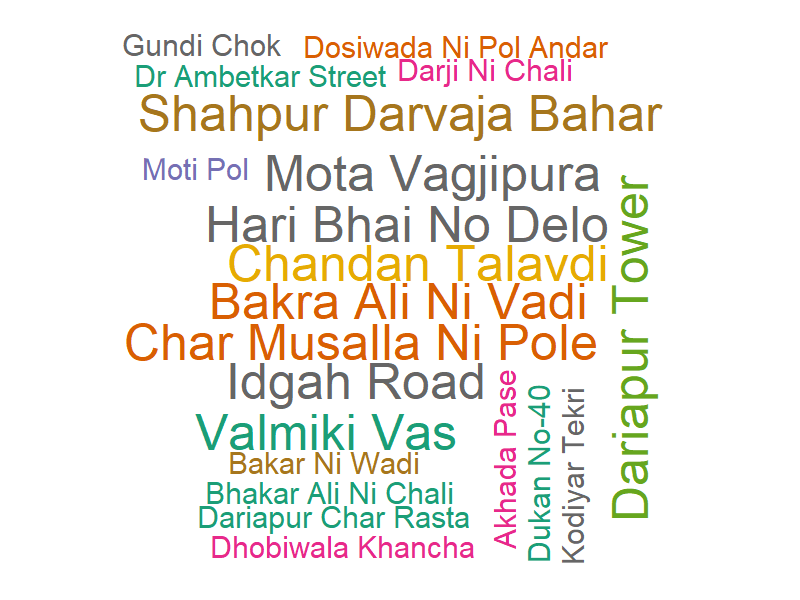 Gundi Chok
Dosiwada Ni Pol Andar
Dr Ambetkar Street
Darji Ni Chali
Shahpur Darvaja Bahar
Moti Pol
Mota Vagjipura
Hari Bhai No Delo
Chandan Talavdi
Bakra Ali Ni Vadi
Char Musalla Ni Pole
Idgah Road
Valmiki Vas
Bakar Ni Wadi
Bhakar Ali Ni Chali
Dariapur Char Rasta
Dhobiwala Khancha
Akhada Pase
Dukan No-40
Kodiyar Tekri
Dariapur Tower